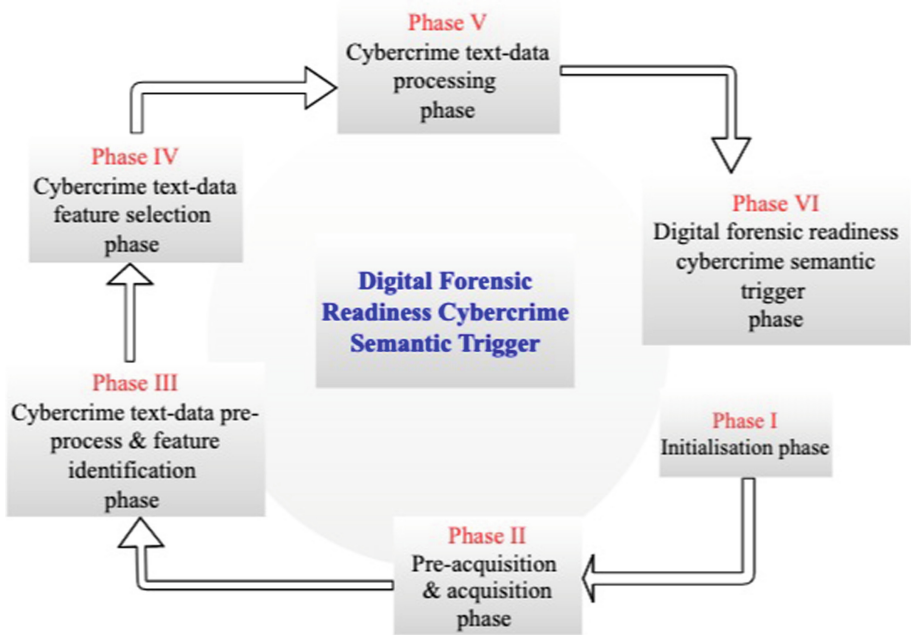 Phase V
Cybercrime text-data
processing
phase
Phase IV
Cybercrime text-data
feature selection
phase
Phase VI
Digital forensic readiness
cybercrime semantic
trigger
phase
Digital Forensic
Readiness Cybercrime
Semantic Trigger
Phase III
Cybercrime text-data pre-
process & feature
identification
phase
Phase I
Initialisation phase
Phase II
Pre-acquisition
& acquisition
phase